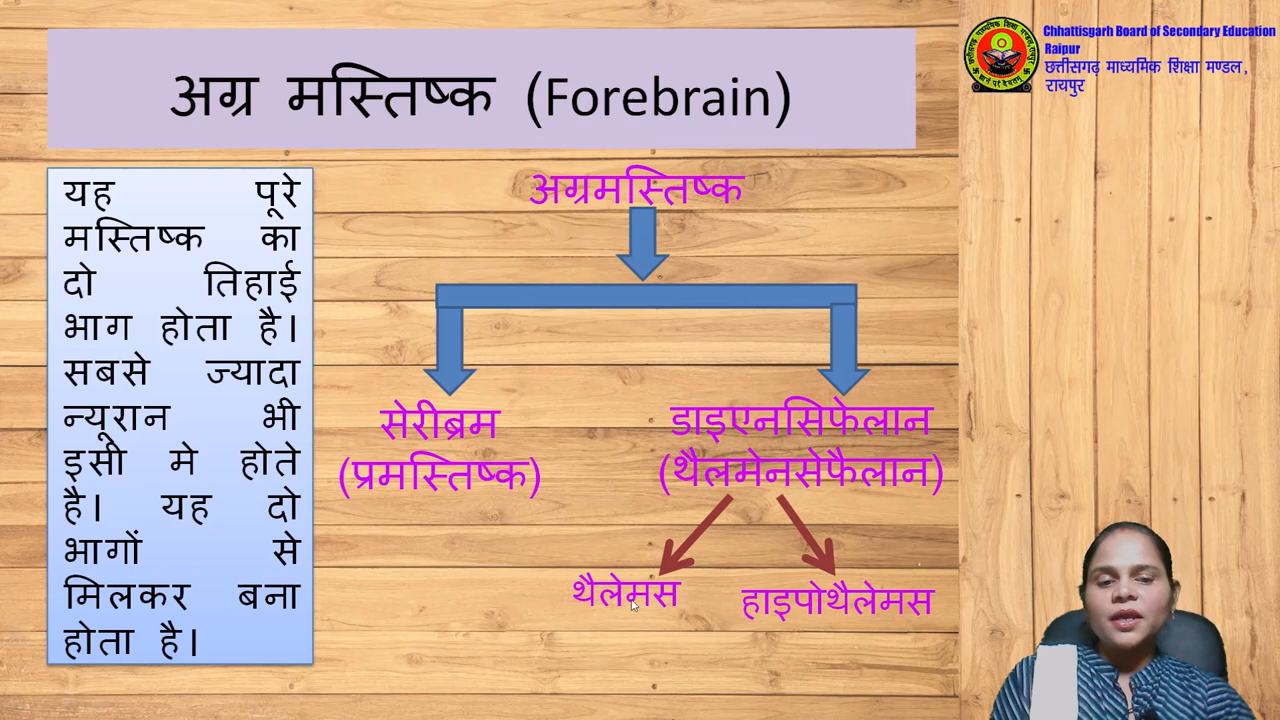 अग्र मस्तिष्क (Forebrain)
Chhattisgarh Board of Secondary Education
Raipur
छत्तीसगढ़ माध्यमिक शिक्षा मण्डल,
रायपुर
यह पूरे
मस्तिष्क का
दो तिहाई
भाग होता है।
सबसे ज्यादा
न्यूरान भी
इसी मे होते
है। यह दो
भागों से
मिलकर बना
होता है।
अग्रमस्तिष्क
सेरीब्रम
(प्रमस्तिष्क)
डाइएनसिफेलान
(थैलमेनसेफैलान)
थैलेमस
हाइपोथैलेमस